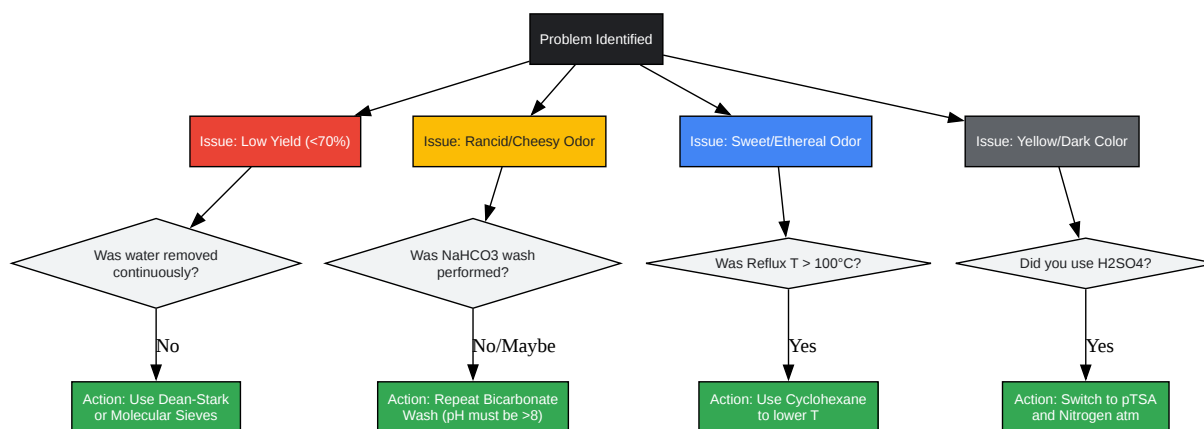 Problem Identified
Issue: Low Yield (<70%)
Issue: Rancid/Cheesy Odor
Issue: Sweet/Ethereal Odor
Issue: Yellow/Dark Color
Was water removed
continuously?
Was NaHCO3 wash
performed?
Was Reflux T > 100°C?
Did you use H2SO4?
No
No/Maybe
Yes
Yes
Action: Use Dean-Stark
or Molecular Sieves
Action: Repeat Bicarbonate
Wash (pH must be >8)
Action: Use Cyclohexane
to lower T
Action: Switch to pTSA
and Nitrogen atm